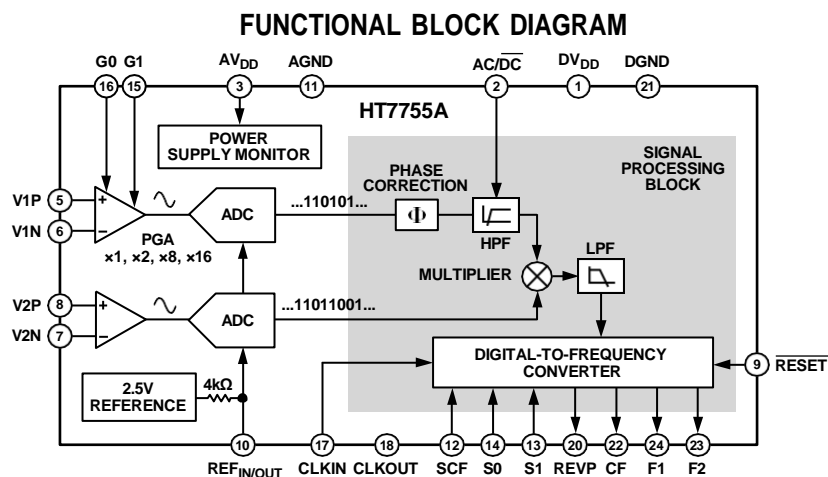 FUNCTIONAL BLOCK DIAGRAM
G0 G1 AVDD AGND AC/DC DVDD DGND
16 15 3 11 2 1 21
HT7755A
POWER
SUPPLY MONITOR
SIGNAL
PROCESSING
BLOCK
PHASE
CORRECTION
V1P 5 + ADC ...110101... Φ
V1N 6 −
HPF
PGA
×1, ×2, ×8, ×16
LPF
MULTIPLIER
V2P 8 + ADC ...11011001...
V2N 7 −
DIGITAL-TO-FREQUENCY
CONVERTER
9 RESET
2.5V
REFERENCE
4kΩ
10 17 18 12 14 13 20 22 24 23
REFIN/OUT CLKIN CLKOUT SCF S0 S1 REVP CF F1 F2